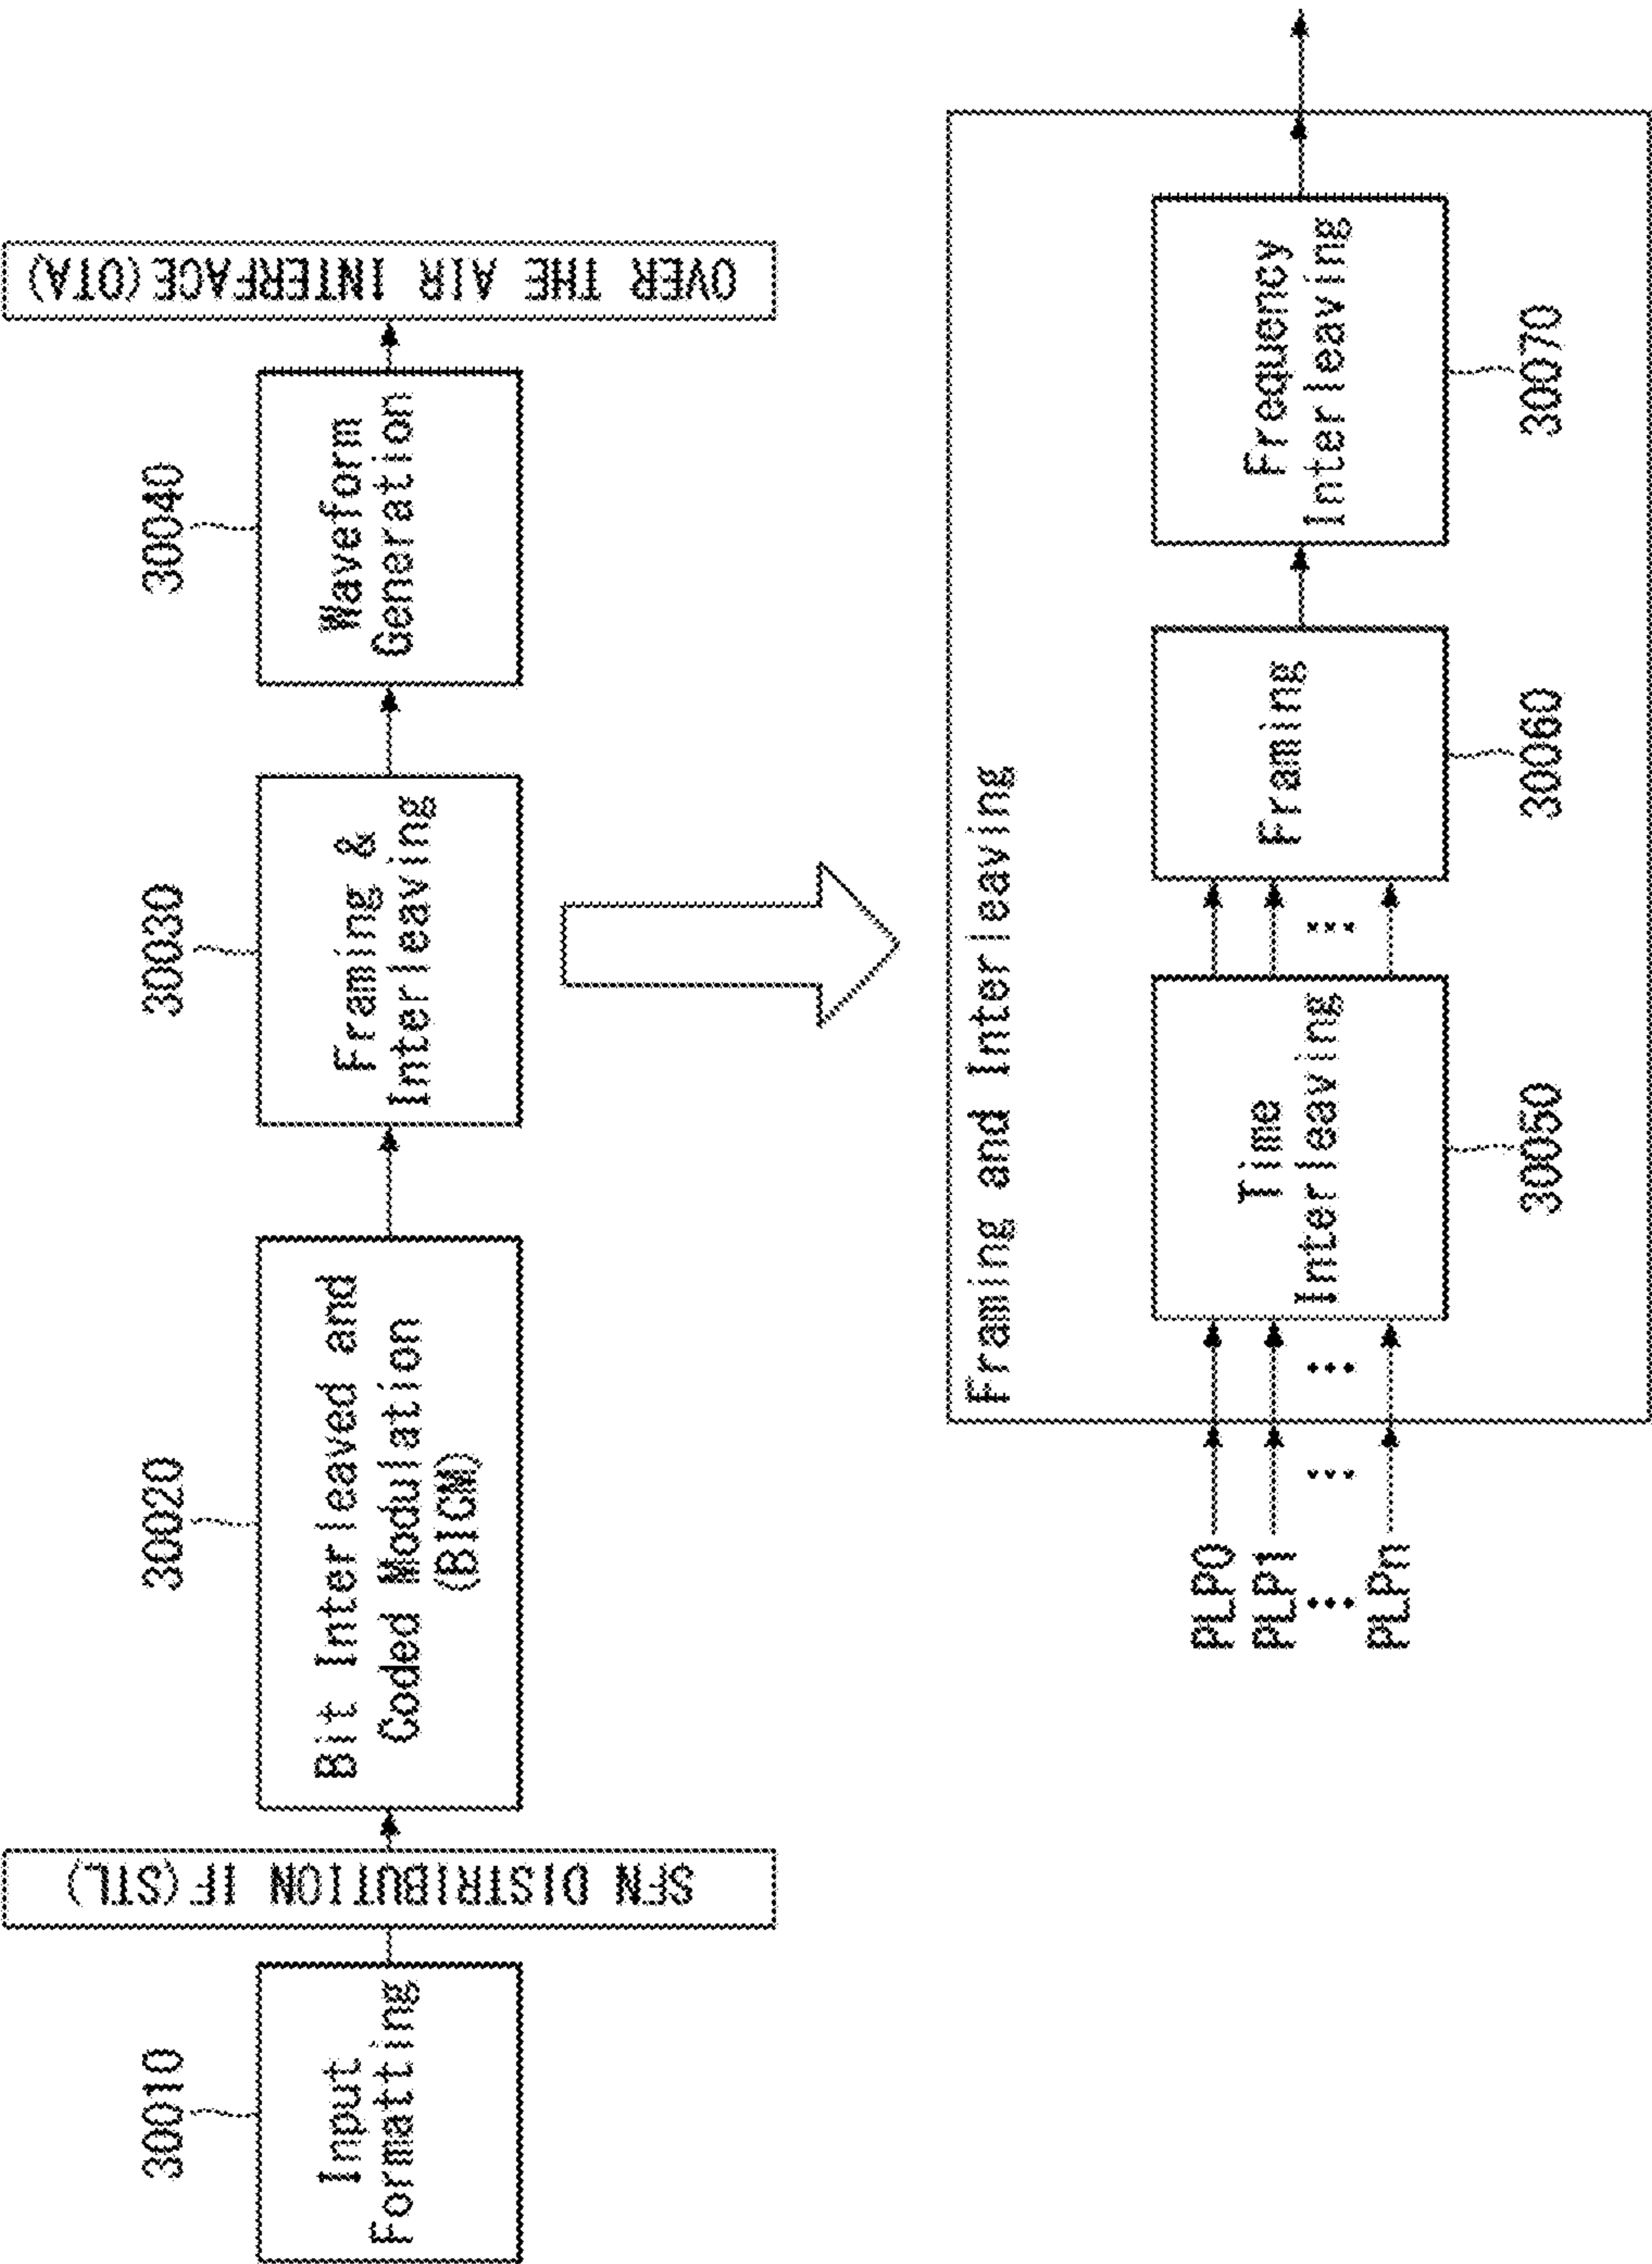 30010
Input
Formatting
SFN DISTRIBUTION IF(STL)
30020
Bit Interleaved and
Coded Modulation
(BICM)
30030
Framing &
Interleaving
30040
Waveform
Generation
OVER THE AIR INTERFACE(OTA)
Framing and Interleaving
PLP0
PLP1
...
PLPn
...
...
Time
Interleaving
30050
...
Framing
30060
Frequency
Interleaving
30070